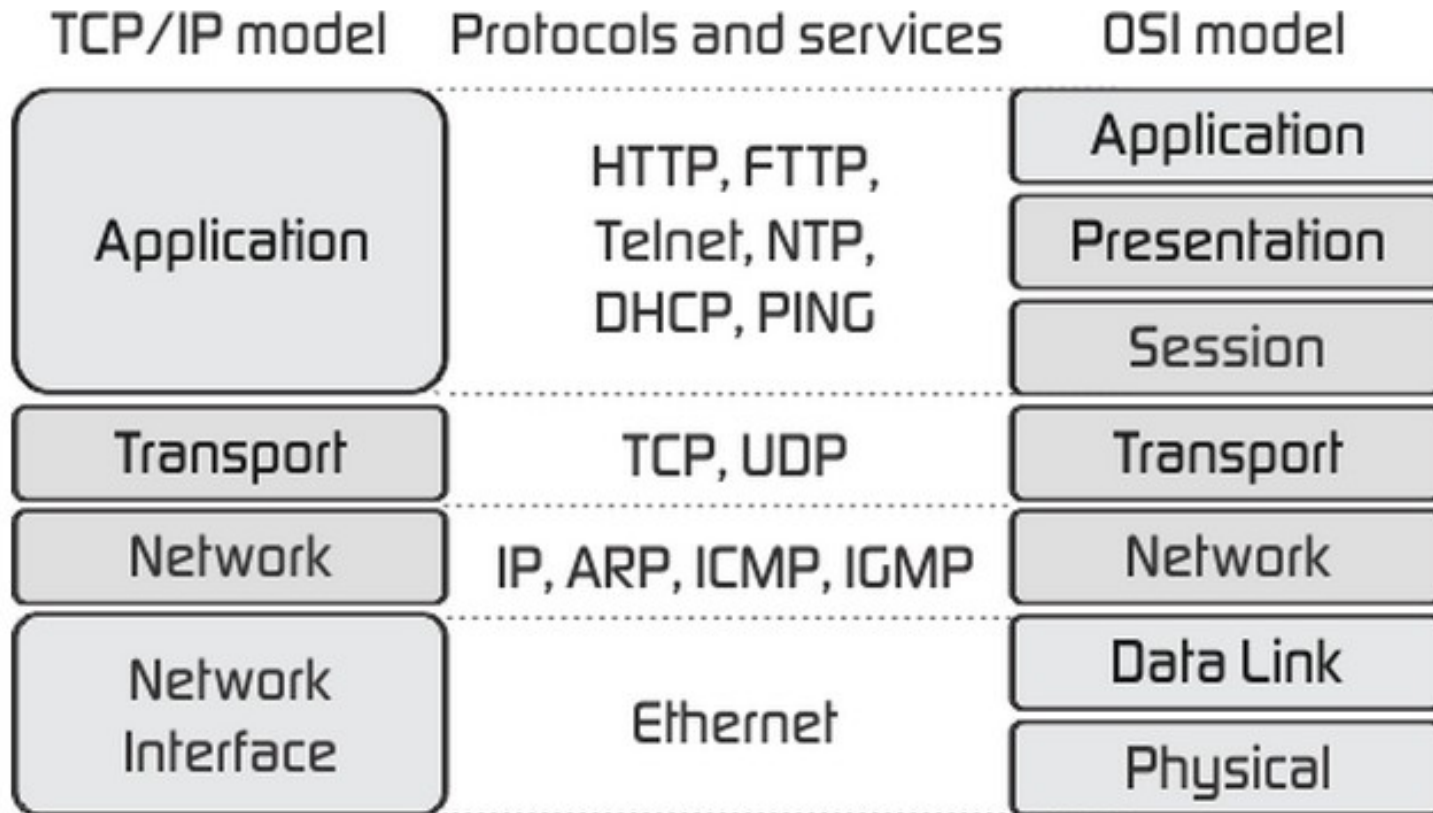 TCP/IP model Protocols and services OSI model
Application
HTTP, FTTP,
Telnet, NTP,
DHCP, PING
Application
Presentation
Session
Transport
TCP, UDP
Transport
Network
IP, ARP, ICMP, IGMP
Network
Network
Interface
Ethernet
Data Link
Physical